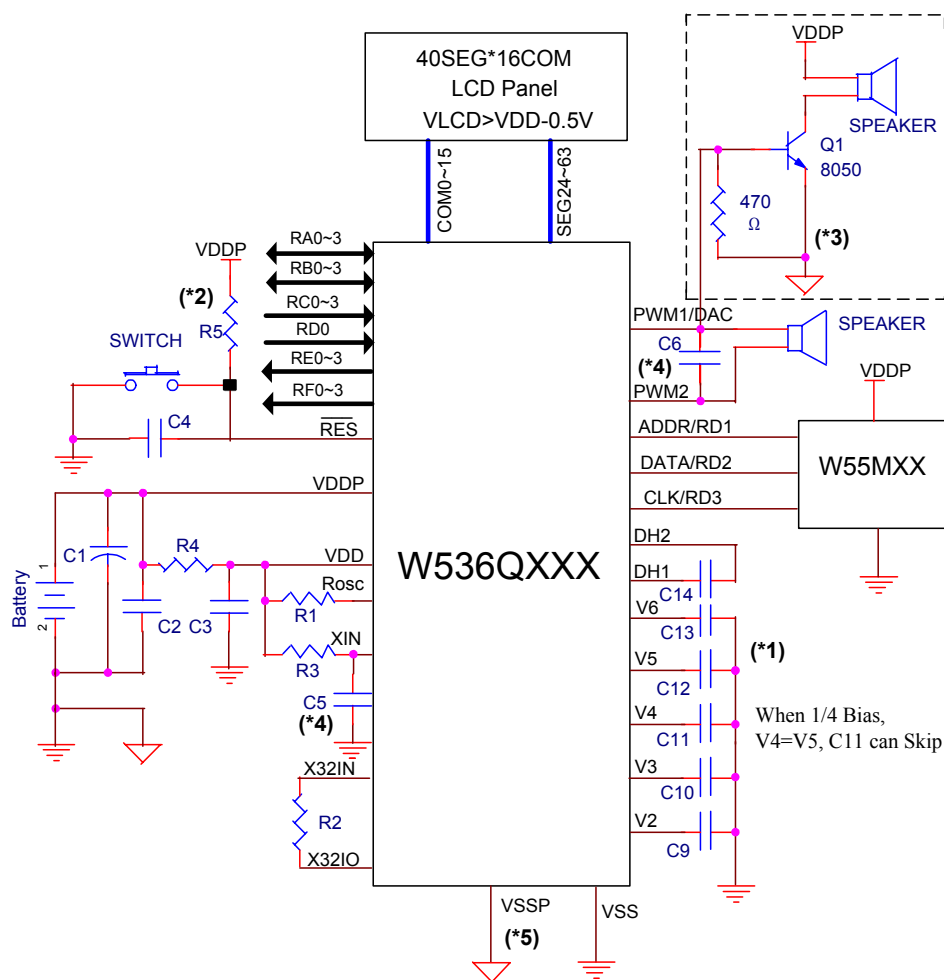 40SEG*16COM
LCD Panel
VLCD>VDD-0.5V
COM0~15
SEG24~63
VDDP
SPEAKER
Q1
8050
470
Ω
(*3)
VDDP
(*2)
R5
SWITCH
C4
RES
RA0~3
RB0~3
RC0~3
RD0
RE0~3
RF0~3
PWM1/DAC
C6
(*4)
PWM2
SPEAKER
VDDP
ADDR/RD1
DATA/RD2
CLK/RD3
W55MXX
W536QXXX
VDDP
C1
R4
VDD
Battery
1
2
C2
C3
Rosc
R1
XIN
R3
C5
(*4)
X32IN
R2
X32IO
DH2
DH1
C14
V6
C13
(*1)
V5
C12
V4
C11
When 1/4 Bias,
V4=V5, C11 can Skip
V3
C10
V2
C9
VSSP
(*5)
VSS